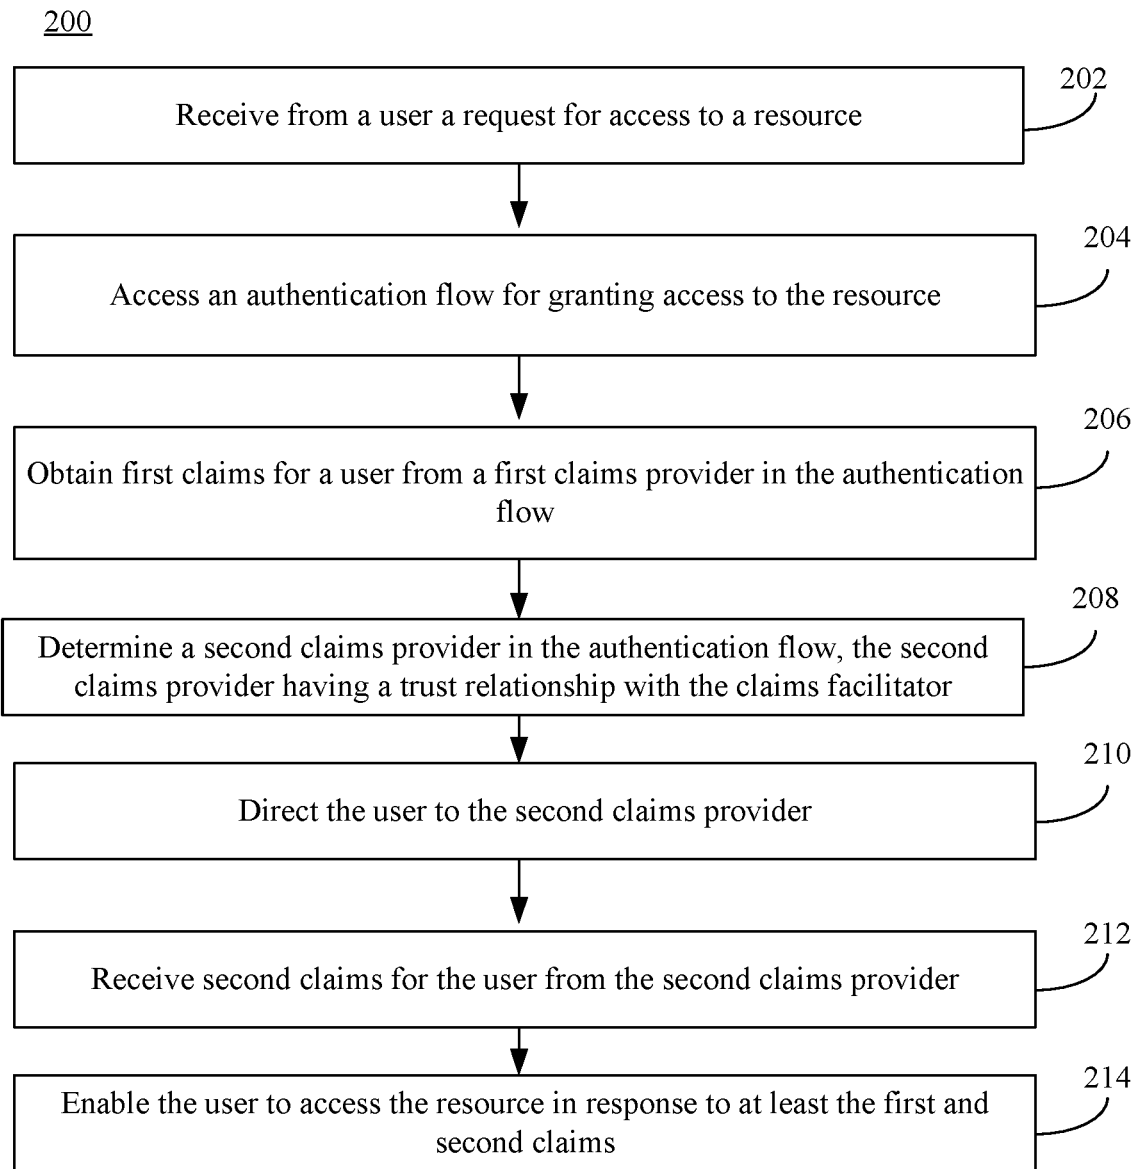 200
202
Receive from a user a request for access to a resource
204
Access an authentication flow for granting access to the resource
206
Obtain first claims for a user from a first claims provider in the authentication
flow
208
Determine a second claims provider in the authentication flow, the second
claims provider having a trust relationship with the claims facilitator
210
Direct the user to the second claims provider
212
Receive second claims for the user from the second claims provider
214
Enable the user to access the resource in response to at least the first and
second claims